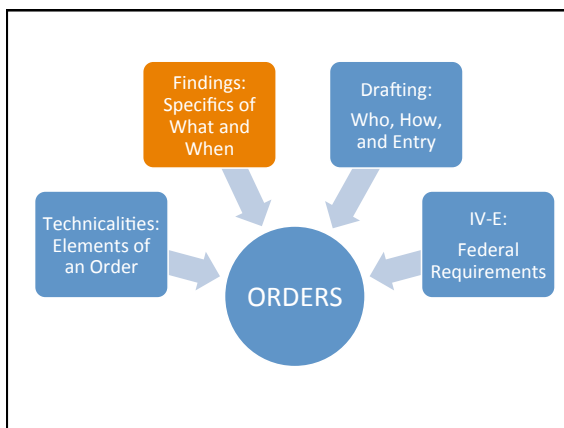 Technicalities:
Elements of
an Order
Findings:
Specifics of
What and
When
Drafting:
Who, How,
and Entry
IV-E:
Federal
Requirements
ORDERS